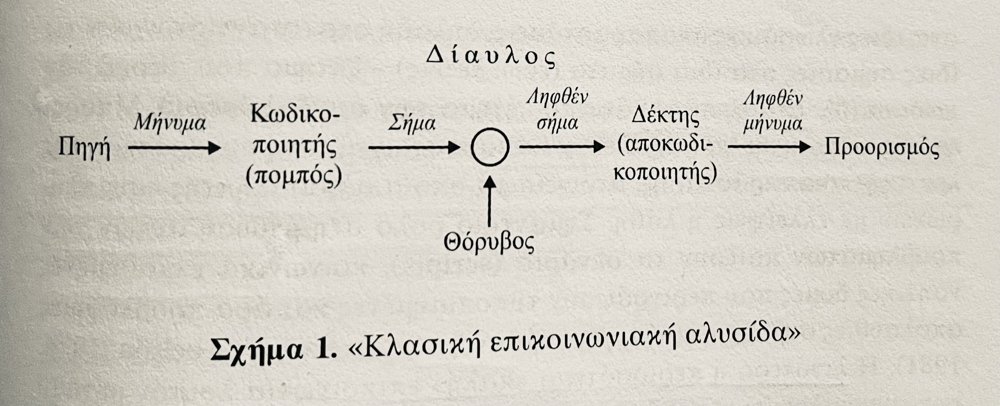 Δίαυλος
Πηγή
Μήνυμα
Κωδικο-
ποιητής
(πομπός)
Σήμα
Ληφθέν
σήμα
Δέκτης
(αποκωδι-
κοποιητής)
Ληφθέν
μήνυμα
Προορισμός
Θόρυβος
Σχήμα 1. «Κλασική επικοινωνιακή αλυσίδα»